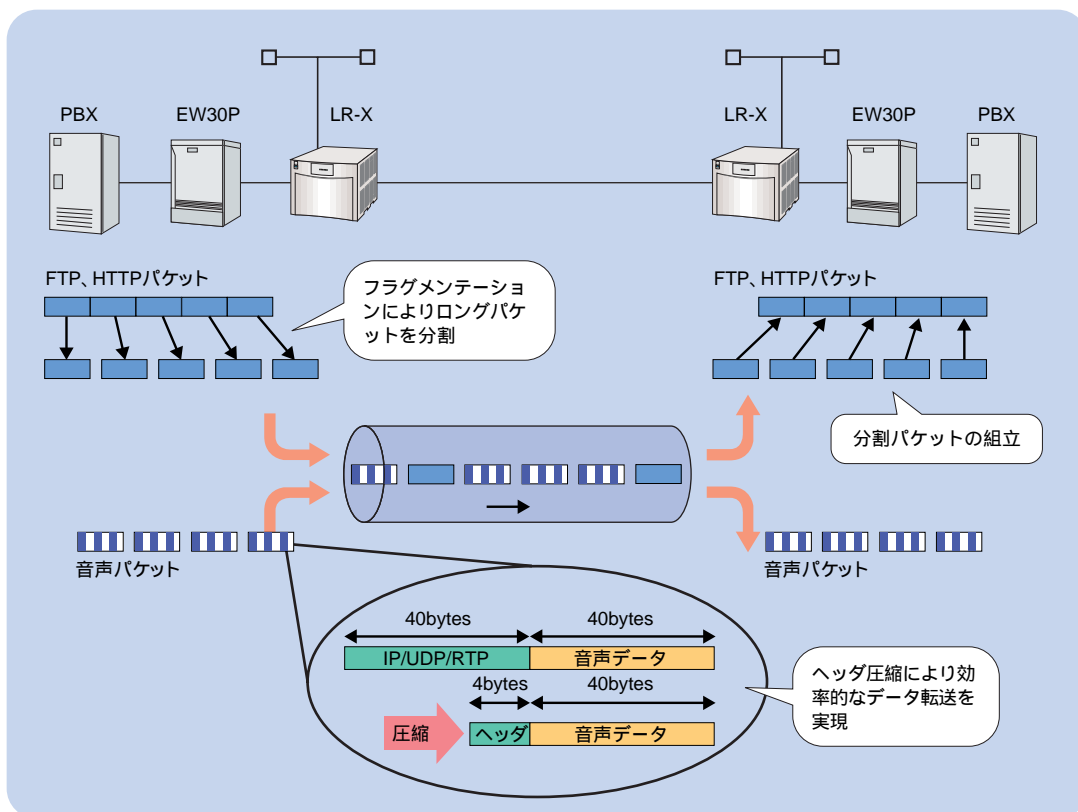 PBX
EW30P
LR-X
LR-X
EW30P
PBX
FTP、HTTPパケット
フラグメンテーショ
ンによりロングパケ
ットを分割
FTP、HTTPパケット
分割パケットの組立
音声パケット
音声パケット
40bytes
40bytes
IP/UDP/RTP
音声データ
4bytes
40bytes
圧縮
ヘッダ
音声データ
ヘッダ圧縮により効
率的なデータ転送を
実現